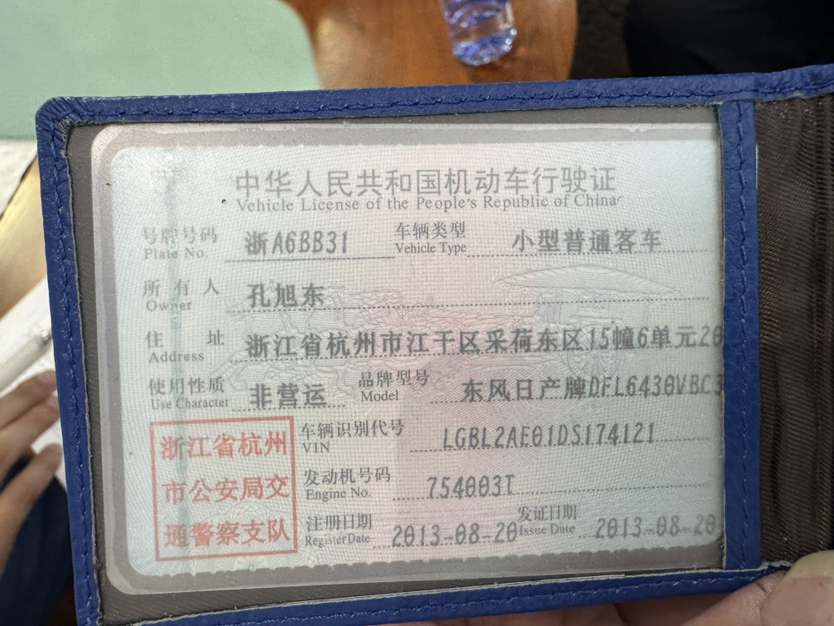 中华人民共和国机动车行驶证
Vehicle License of the People's Republic of China
号牌号码 浙A6BB31 车辆类型 小型普通客车
Plate No. Vehicle Type
所有人 孔旭东
Owner
住址 浙江省杭州市江干区采荷东区15幢6单元20
Address
使用性质 非营运 品牌型号 东风日产牌DFL6430VBC3
Use Character Model
浙江省杭州
市公安局交
通警察支队
车辆识别代号 LGBL2AE01DS174121
VIN
发动机号码 754003T
Engine No.
注册日期 2013-08-20 发证日期 2013-08-20
Register Date Issue Date